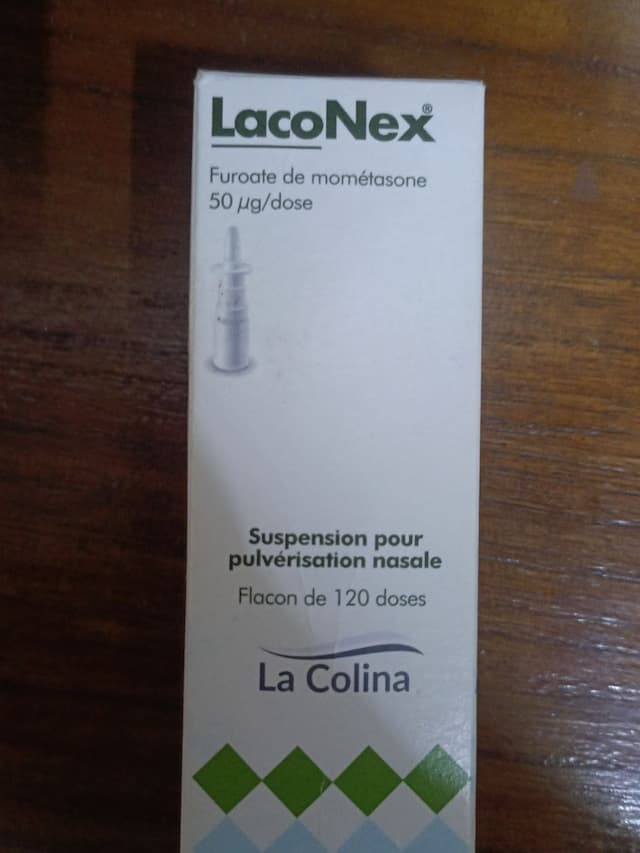 LacoNex®
Furoate de mométasone
50 µg/dose
Suspension pour
pulvérisation nasale
Flacon de 120 doses
La Colina